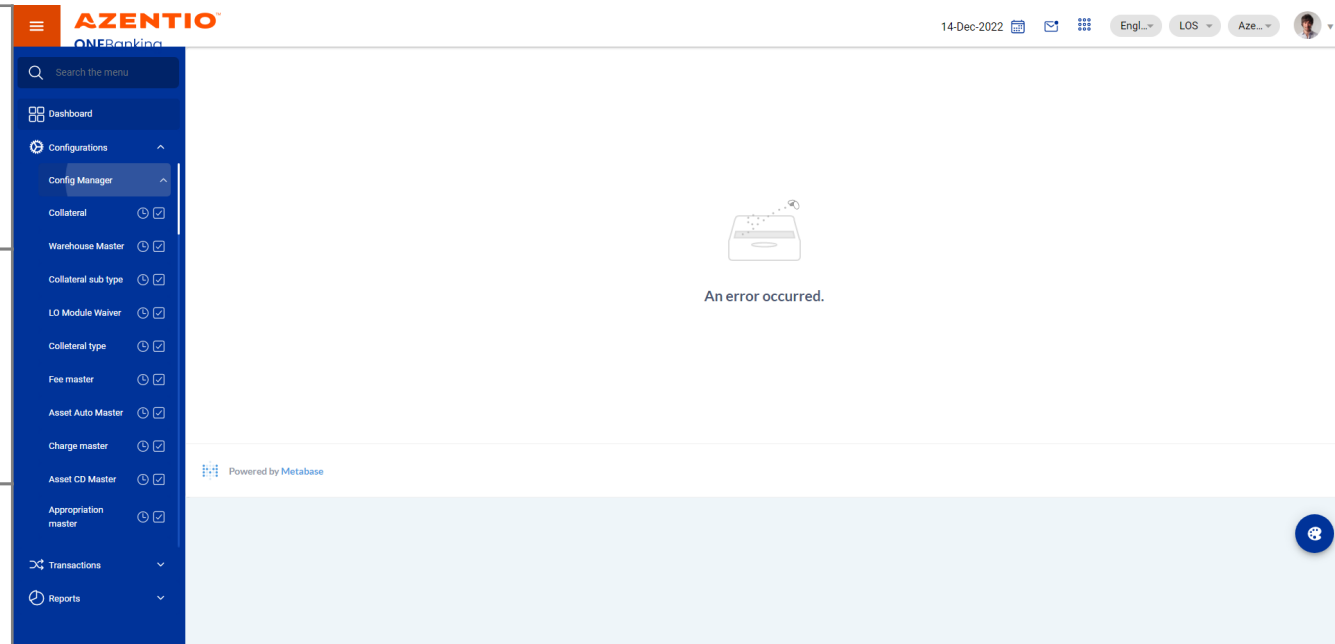 AZENTIO™
ONEBanking
14-Dec-2022
Engl...
LOS
Aze...
Search the menu
Dashboard
Configurations
Config Manager
Collateral
Warehouse Master
Collateral sub type
LO Module Waiver
Colleteral type
Fee master
Asset Auto Master
Charge master
Asset CD Master
Appropriation
master
Transactions
Reports
An error occurred.
Powered by Metabase